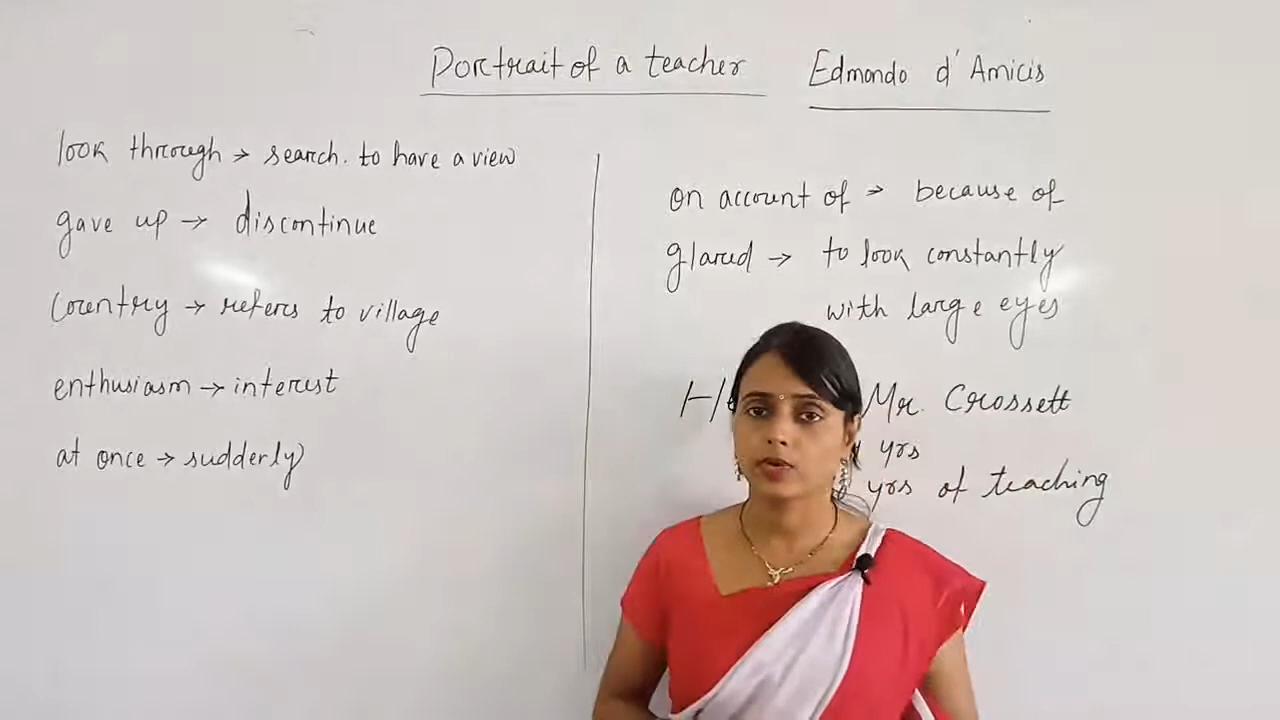 Portrait of a teacher Edmondo d'Amicis
look through → search. to have a view
gave up → discontinue
Country → refers to village
enthusiasm → interest
at once → sudderly
on account of → because of
glared → to look constantly
with large eyes
Mr. Crossett
yrs
yrs of teaching